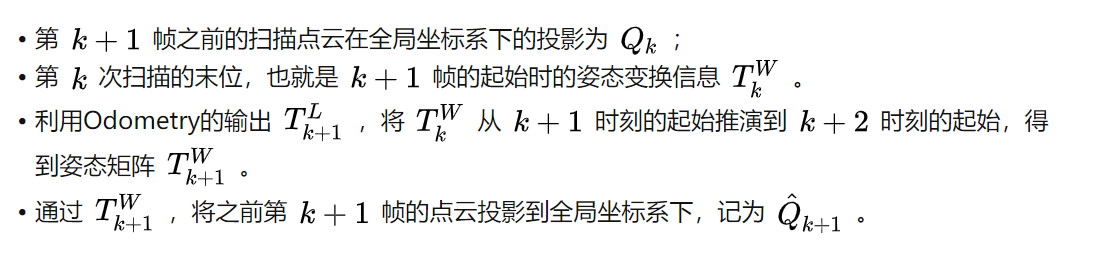 • 第 k + 1 帧之前的扫描点云在全局坐标系下的投影为 Q_k ；
• 第 k 次扫描的末位，也就是 k + 1 帧的起始时的姿态变换信息 T_k^W 。
• 利用Odometry的输出 T_{k+1}^L ，将 T_k^W 从 k + 1 时刻的起始推演到 k + 2 时刻的起始，得
到姿态矩阵 T_{k+1}^W 。
• 通过 T_{k+1}^W ，将之前第 k + 1 帧的点云投影到全局坐标系下，记为 \hat{Q}_{k+1} 。